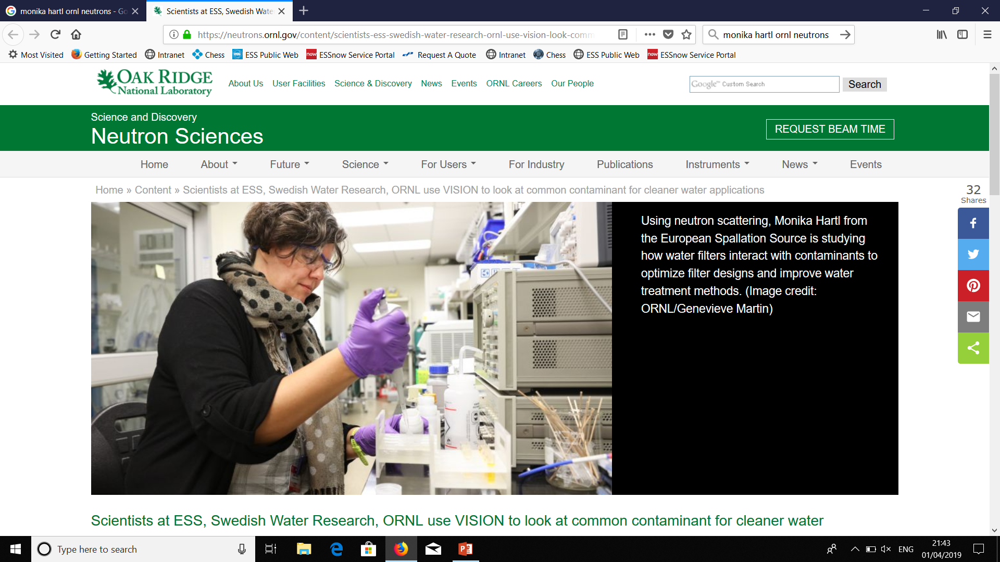 monika hartl ornl neutrons - Go
Scientists at ESS, Swedish Wate
https://neutrons.ornl.gov/content/scientists-ess-swedish-water-research-ornl-use-vision-look-comm
monika hartl ornl neutrons
Most Visited Getting Started Intranet Chess ESS Public Web ESSnow Service Portal Request A Quote Intranet Chess ESS Public Web ESSnow Service Portal
OAK RIDGE
National Laboratory
About Us User Facilities Science & Discovery News Events ORNL Careers Our People
Google™ Custom Search
Search
Science and Discovery
Neutron Sciences
REQUEST BEAM TIME
Home About Future Science For Users For Industry Publications Instruments News Events
Home » Content » Scientists at ESS, Swedish Water Research, ORNL use VISION to look at common contaminant for cleaner water applications
32
Shares
Using neutron scattering, Monika Hartl from
the European Spallation Source is studying
how water filters interact with contaminants to
optimize filter designs and improve water
treatment methods. (Image credit:
ORNL/Genevieve Martin)
Scientists at ESS, Swedish Water Research, ORNL use VISION to look at common contaminant for cleaner water
Type here to search
ENG
21:43
01/04/2019